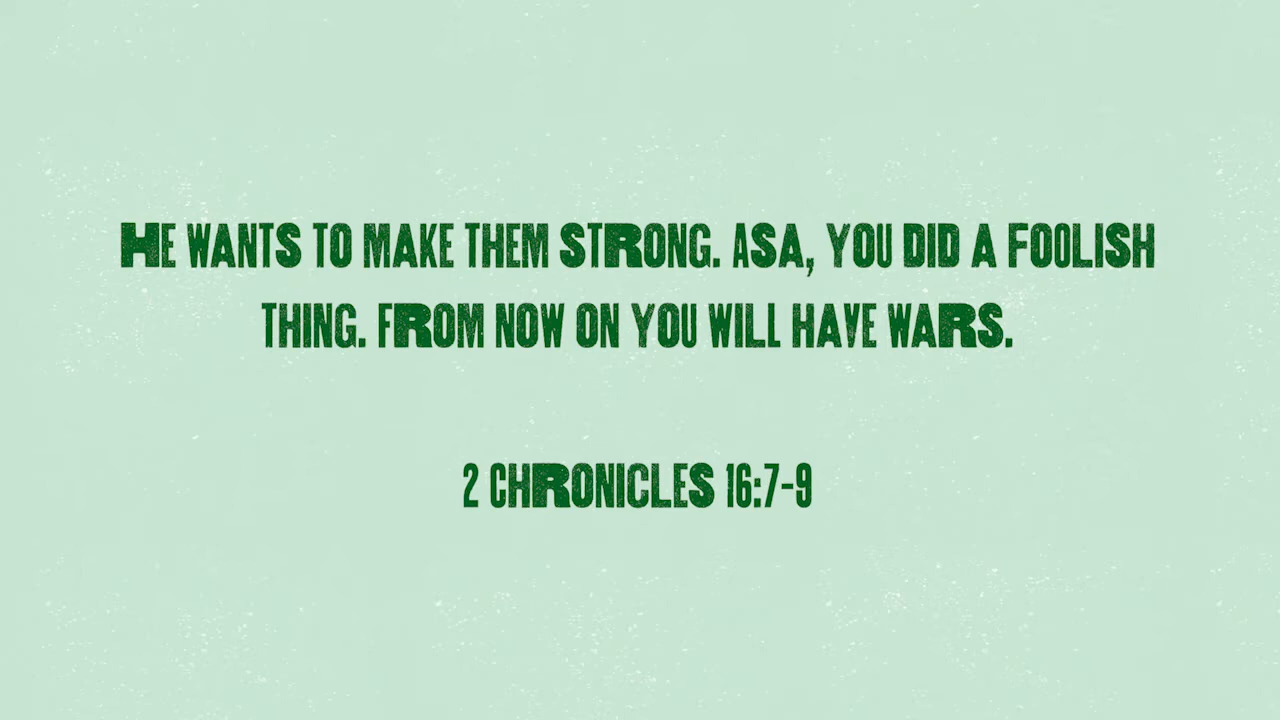 HE WANTS TO MAKE THEM STRONG. ASA, YOU DID A FOOLISH
THING. FROM NOW ON YOU WILL HAVE WARS.
2 CHRONICLES 16:7-9